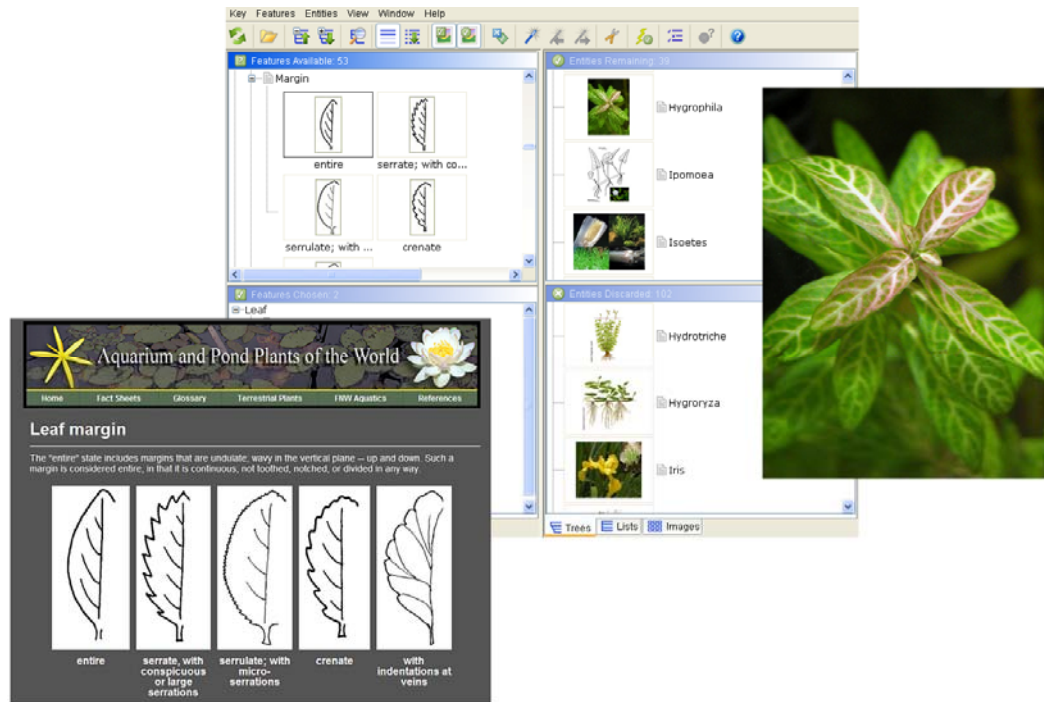 Key Features Entities View Window Help
Features Available: 53
Margin
entire
serrate; with co...
serrulate; with ...
crenate
Features Chosen: 2
Leaf
Entities Remaining: 39
Hygrophila
Ipomoea
Isoetes
Entities Discarded: 102
Hydrotriche
Hygroryza
Iris
Trees Lists Images
Aquarium and Pond Plants of the World
Home Fact Sheets Glossary Terrestrial Plants FNW Aquatics References
Leaf margin
The "entire" state includes margins that are undulate, wavy in the vertical plane -- up and down. Such a
margin is considered entire, in that it is continuous, not toothed, notched, or divided in any way.
entire
serrate, with
conspicuous
or large
serrations
serrulate; with
micro-
serrations
crenate
with
indentations at
veins